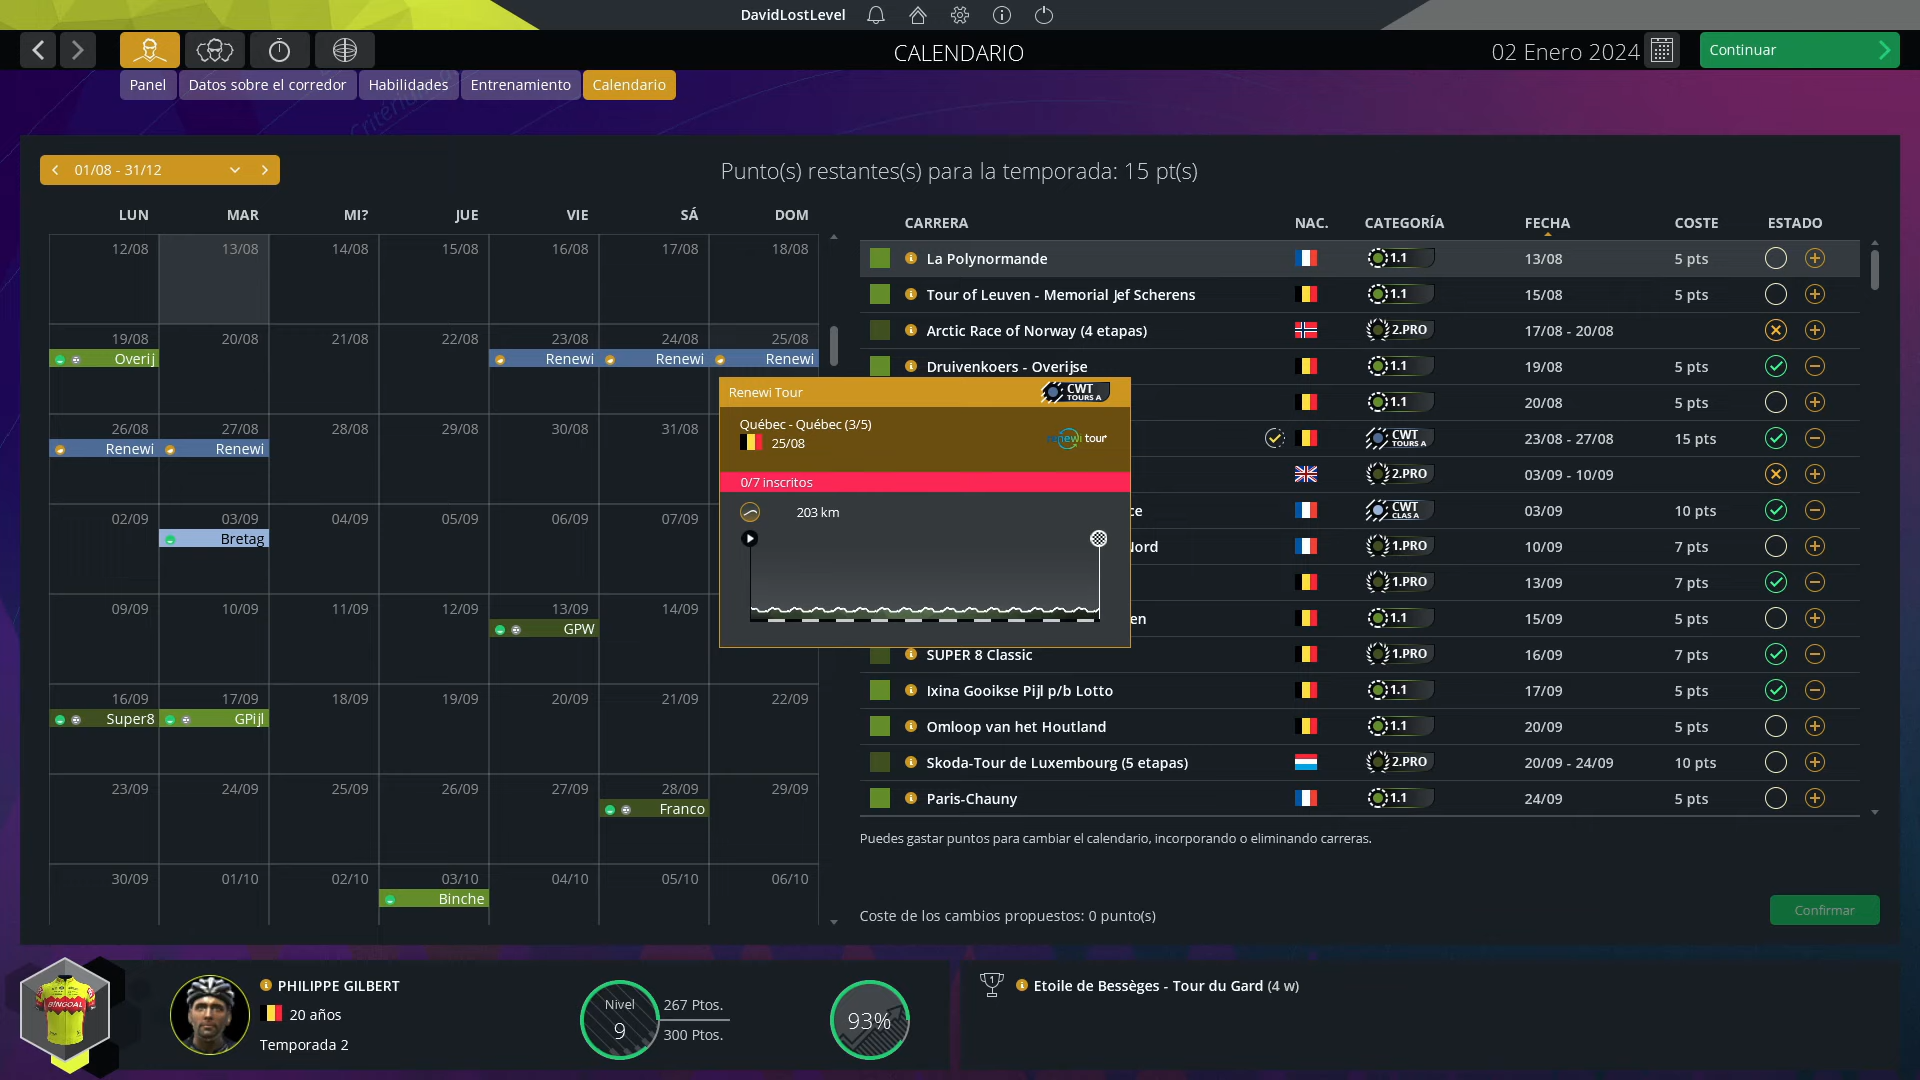 DavidLostLevel
CALENDARIO
02 Enero 2024
Continuar
Panel
Datos sobre el corredor
Habilidades
Entrenamiento
Calendario
01/08 - 31/12
Punto(s) restantes(s) para la temporada: 15 pt(s)
LUN MAR MI? JUE VIE SÁ DOM
12/08 13/08 14/08 15/08 16/08 17/08 18/08
19/08 20/08 21/08 22/08 23/08 24/08 25/08
Overij Renewi Renewi Renewi
26/08 27/08 28/08 29/08 30/08 31/08
Renewi Renewi
02/09 03/09 04/09 05/09 06/09 07/09
Bretag
09/09 10/09 11/09 12/09 13/09 14/09
GPW
16/09 17/09 18/09 19/09 20/09 21/09 22/09
Super8 GPijl
23/09 24/09 25/09 26/09 27/09 28/09 29/09
Franco
30/09 01/10 02/10 03/10 04/10 05/10 06/10
Binche
CARRERA NAC. CATEGORÍA FECHA COSTE ESTADO
La Polynormande 1.1 13/08 5 pts
Tour of Leuven - Memorial Jef Scherens 1.1 15/08 5 pts
Arctic Race of Norway (4 etapas) 2.PRO 17/08 - 20/08
Druivenkoers - Overijse 1.1 19/08 5 pts
1.1 20/08 5 pts
CWT TOURS A 23/08 - 27/08 15 pts
2.PRO 03/09 - 10/09
ce CWT CLAS A 03/09 10 pts
Nord 1.PRO 10/09 7 pts
1.PRO 13/09 7 pts
en 1.1 15/09 5 pts
SUPER 8 Classic 1.PRO 16/09 7 pts
Ixina Gooikse Pijl p/b Lotto 1.1 17/09 5 pts
Omloop van het Houtland 1.1 20/09 5 pts
Skoda-Tour de Luxembourg (5 etapas) 2.PRO 20/09 - 24/09 10 pts
Paris-Chauny 1.1 24/09 5 pts
Renewi Tour
CWT
TOURS A
Québec - Québec (3/5)
25/08
renewi tour
0/7 inscritos
203 km
Puedes gastar puntos para cambiar el calendario, incorporando o eliminando carreras.
Coste de los cambios propuestos: 0 punto(s)
Confirmar
BINGOAL
PHILIPPE GILBERT
20 años
Temporada 2
Nivel
9
267 Ptos.
300 Ptos.
93%
1
Etoile de Bessèges - Tour du Gard (4 w)